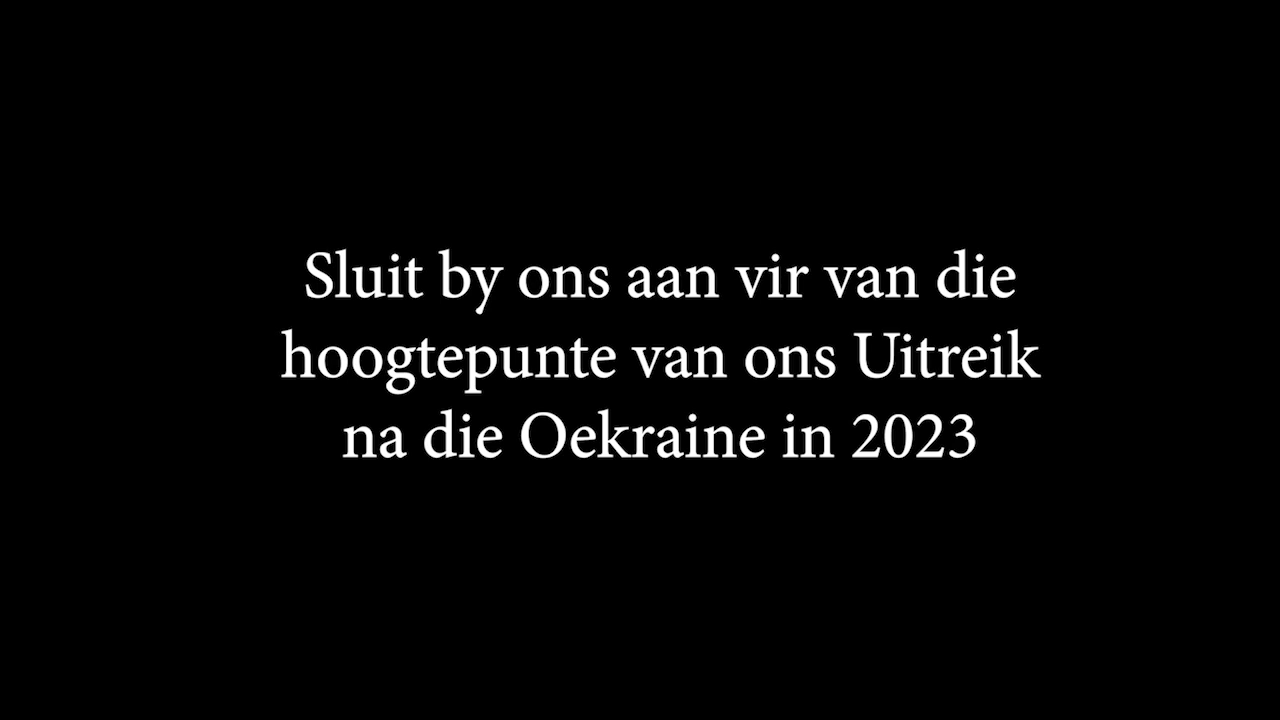 Sluit by ons aan vir van die
hoogtepunte van ons Uitreik
na die Oekraine in 2023